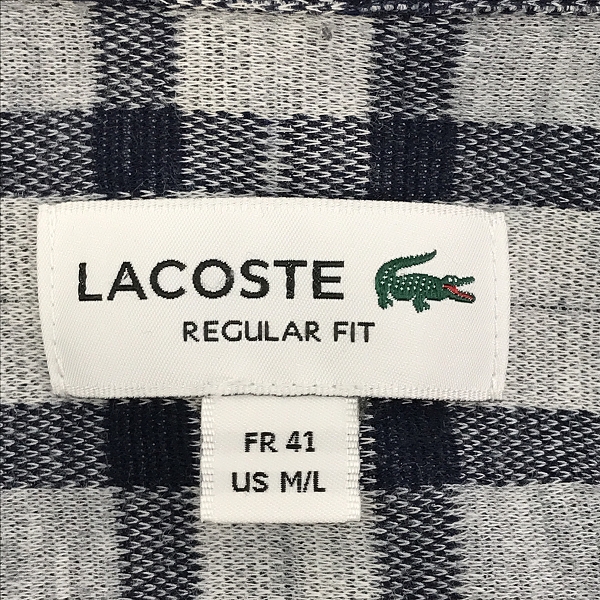 LACOSTE
REGULAR FIT
FR 41
US M/L